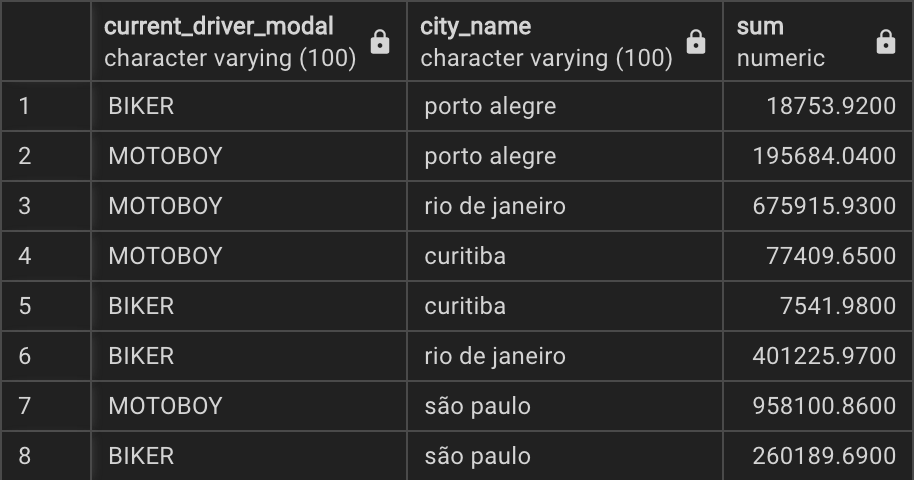 current_driver_modal city_name sum
character varying (100) character varying (100) numeric
1 BIKER porto alegre 18753.9200
2 MOTOBOY porto alegre 195684.0400
3 MOTOBOY rio de janeiro 675915.9300
4 MOTOBOY curitiba 77409.6500
5 BIKER curitiba 7541.9800
6 BIKER rio de janeiro 401225.9700
7 MOTOBOY são paulo 958100.8600
8 BIKER são paulo 260189.6900